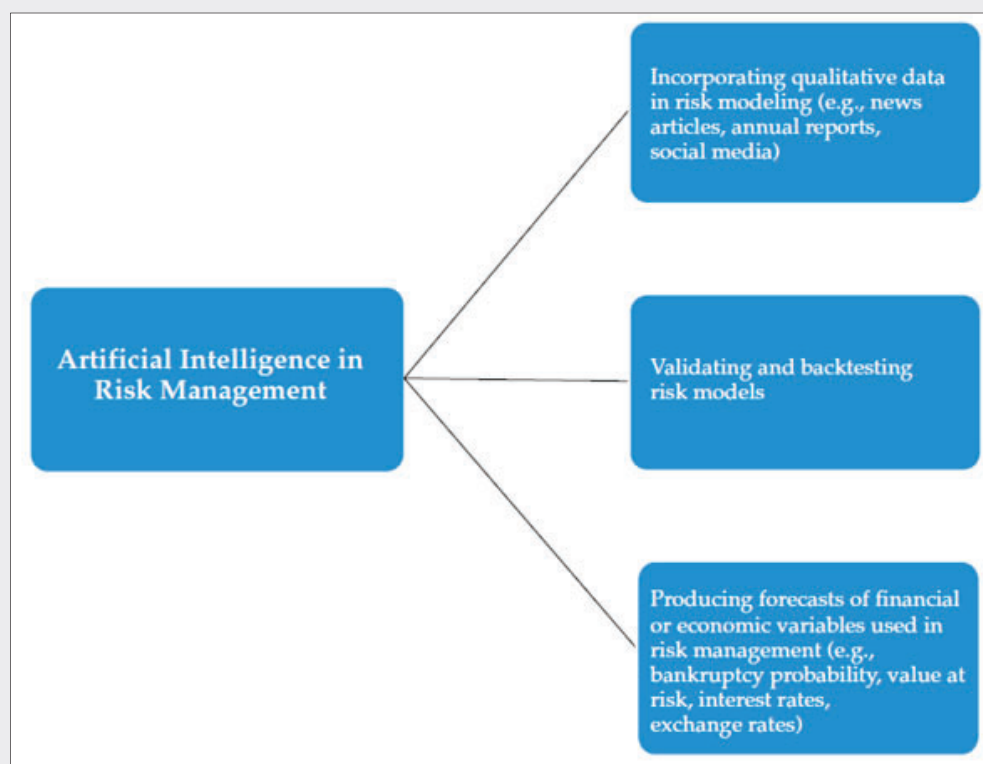 Artificial Intelligence in
Risk Management
Incorporating qualitative data
in risk modeling (e.g., news
articles, annual reports,
social media)
Validating and backtesting
risk models
Producing forecasts of financial
or economic variables used in
risk management (e.g.,
bankruptcy probability, value at
risk, interest rates,
exchange rates)